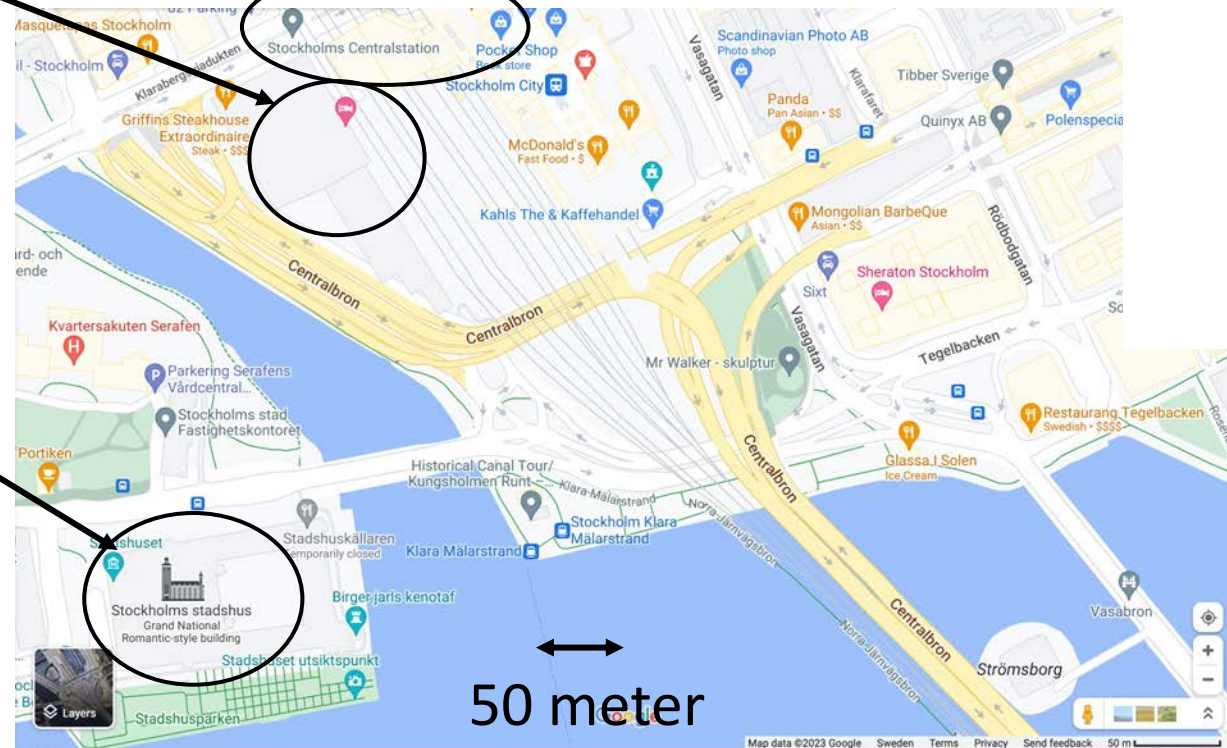 Masquetapas Stockholm
Stockholms Centralstation
Pocket Shop
Book store
Stockholm City
Scandinavian Photo AB
Photo shop
Vasagatan
Klarafaret
Tibber Sverige
il - Stockholm
Klarabergsviadukten
Griffins Steakhouse
Extraordinaire
Steak • $$$
McDonald's
Fast Food • $
Panda
Pan Asian • $$
Quinyx AB
Polenspecia
Kahls The & Kaffehandel
Mongolian BarbeQue
Asian • $$
Rödbodgatan
Centralbron
Sheraton Stockholm
Sixt
Vasagatan
Kvartersakuten Serafen
H
Centralbron
Tegelbacken
Mr Walker - skulptur
P
Parkering Serafens
Vårdcentral...
Stockholms stad
Fastighetskontoret
Restaurang Tegelbacken
Swedish • $$$$
Portiken
Centralbron
Glassa I Solen
Ice Cream
Historical Canal Tour/
Kungsholmen Runt –...
Klara Mälarstrand
Norra Järnvägsbron
Stockholm Klara
Mälarstrand
Klara Mälarstrand
Stadshuskällaren
Temporarily closed
Stadshuset
Stockholms stadshus
Grand National
Romantic-style building
Birger jarls kenotaf
Vasabron
Centralbron
Norra Järnvägsbron
Strömsborg
Stadshuset utsiktspunkt
Layers
Stadshusparken
50 meter
Google
Map data ©2023 Google Sweden Terms Privacy Send feedback 50 m